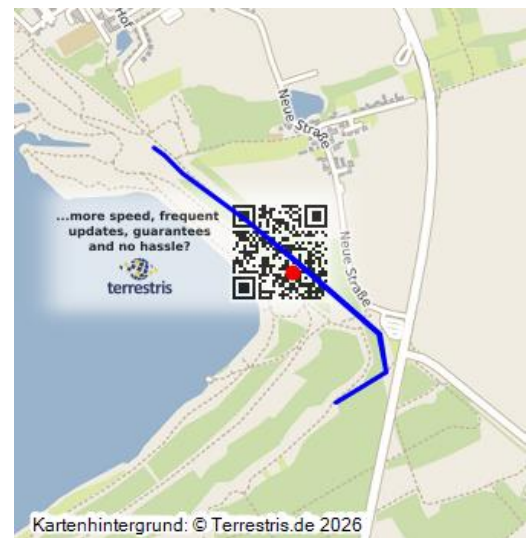 Hof
Neue Straße
...more speed, frequent
updates, guarantees
and no hassle?
terrestris
Neue Straße
Kartenhintergrund: © Terrestris.de 2026